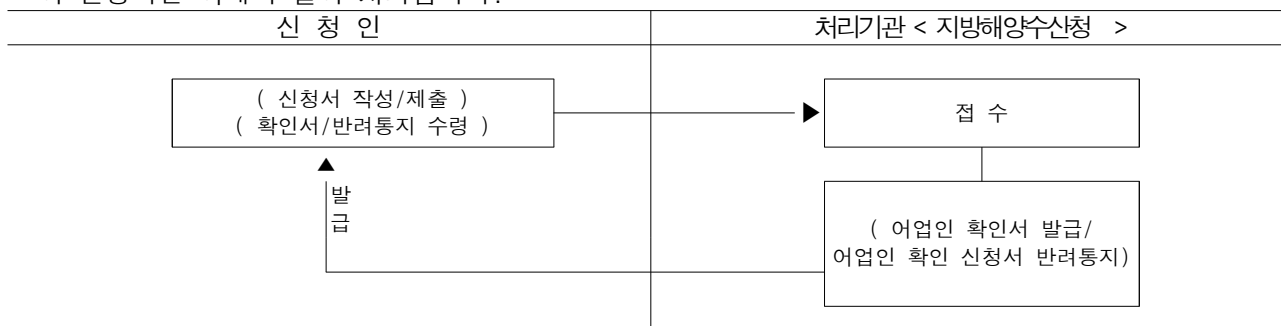 신 청 인
처리기관 < 지방해양수산청 >
( 신청서 작성/제출 )
( 확인서/반려통지 수령 )
접 수
발
급
( 어업인 확인서 발급/
어업인 확인 신청서 반려통지)